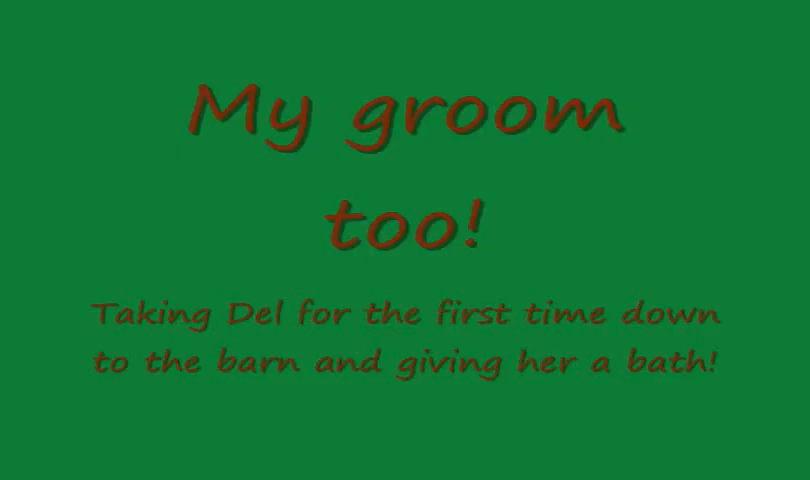 My groom
too!
Taking Del for the first time down
to the barn and giving her a bath!